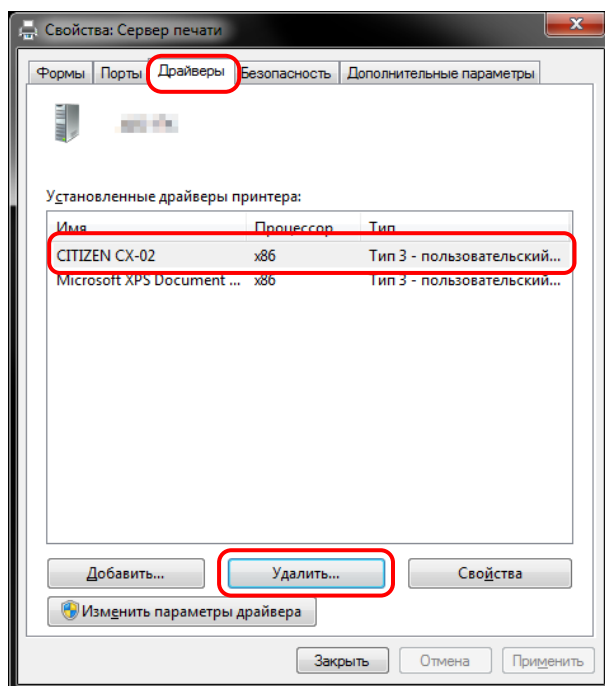 Свойства: Сервер печати
Формы Порты Драйверы Безопасность Дополнительные параметры
Установленные драйверы принтера:
Имя Процессор Тип
CITIZEN CX-02 x86 Тип 3 - пользовательский...
Microsoft XPS Document ... x86 Тип 3 - пользовательский...
Добавить... Удалить... Свойства
Изменить параметры драйвера
Закрыть Отмена Применить